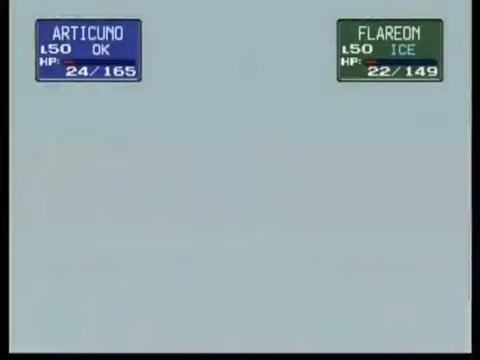 ARTICUNO
L50 OK
HP:
24/165
FLAREON
L50 ICE
HP:
22/149